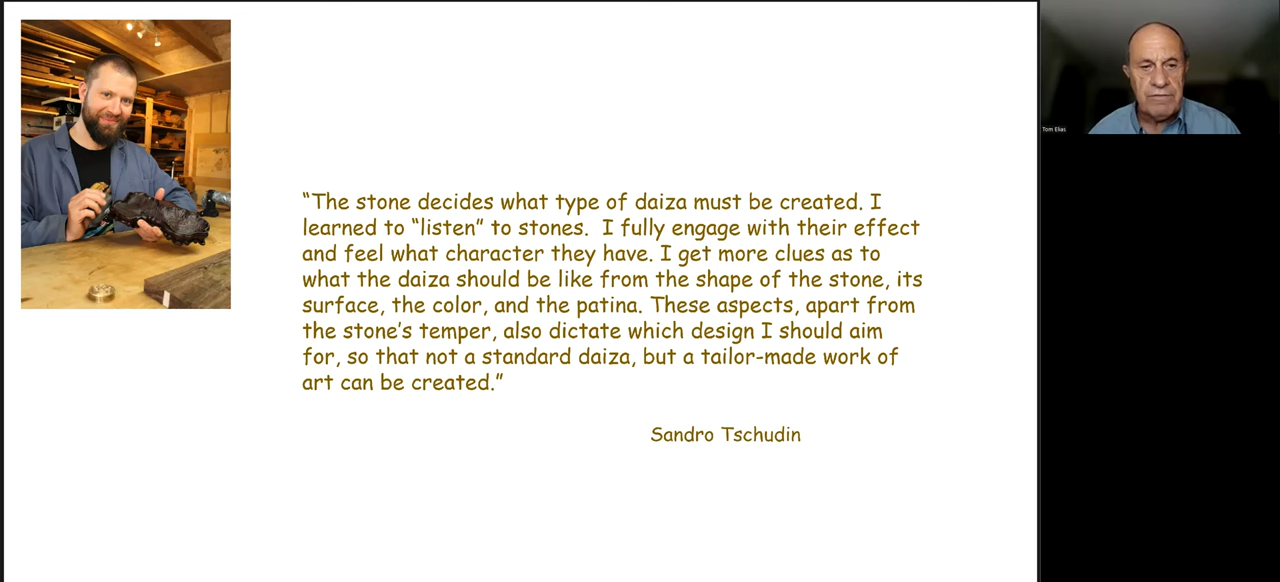 “The stone decides what type of daiza must be created. I
learned to “listen” to stones.  I fully engage with their effect
and feel what character they have. I get more clues as to
what the daiza should be like from the shape of the stone, its
surface, the color, and the patina. These aspects, apart from
the stone’s temper, also dictate which design I should aim
for, so that not a standard daiza, but a tailor-made work of
art can be created.”
Sandro Tschudin
Tom Elias